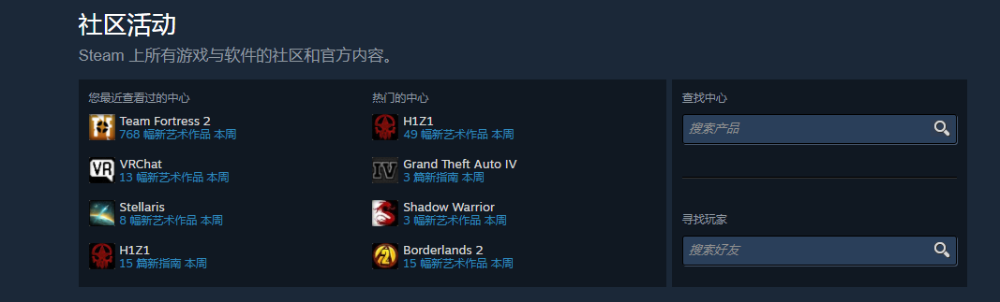 社区活动
Steam 上所有游戏与软件的社区和官方内容。
您最近查看过的中心
Team Fortress 2
768 幅新艺术作品 本周
VR
VRChat
13 幅新艺术作品 本周
Stellaris
8 幅新艺术作品 本周
H1Z1
15 篇新指南 本周
热门的中心
H1Z1
49 幅新艺术作品 本周
IV
Grand Theft Auto IV
3 篇新指南 本周
Shadow Warrior
3 幅新艺术作品 本周
2
Borderlands 2
15 幅新艺术作品 本周
查找中心
搜索产品
寻找玩家
搜索好友